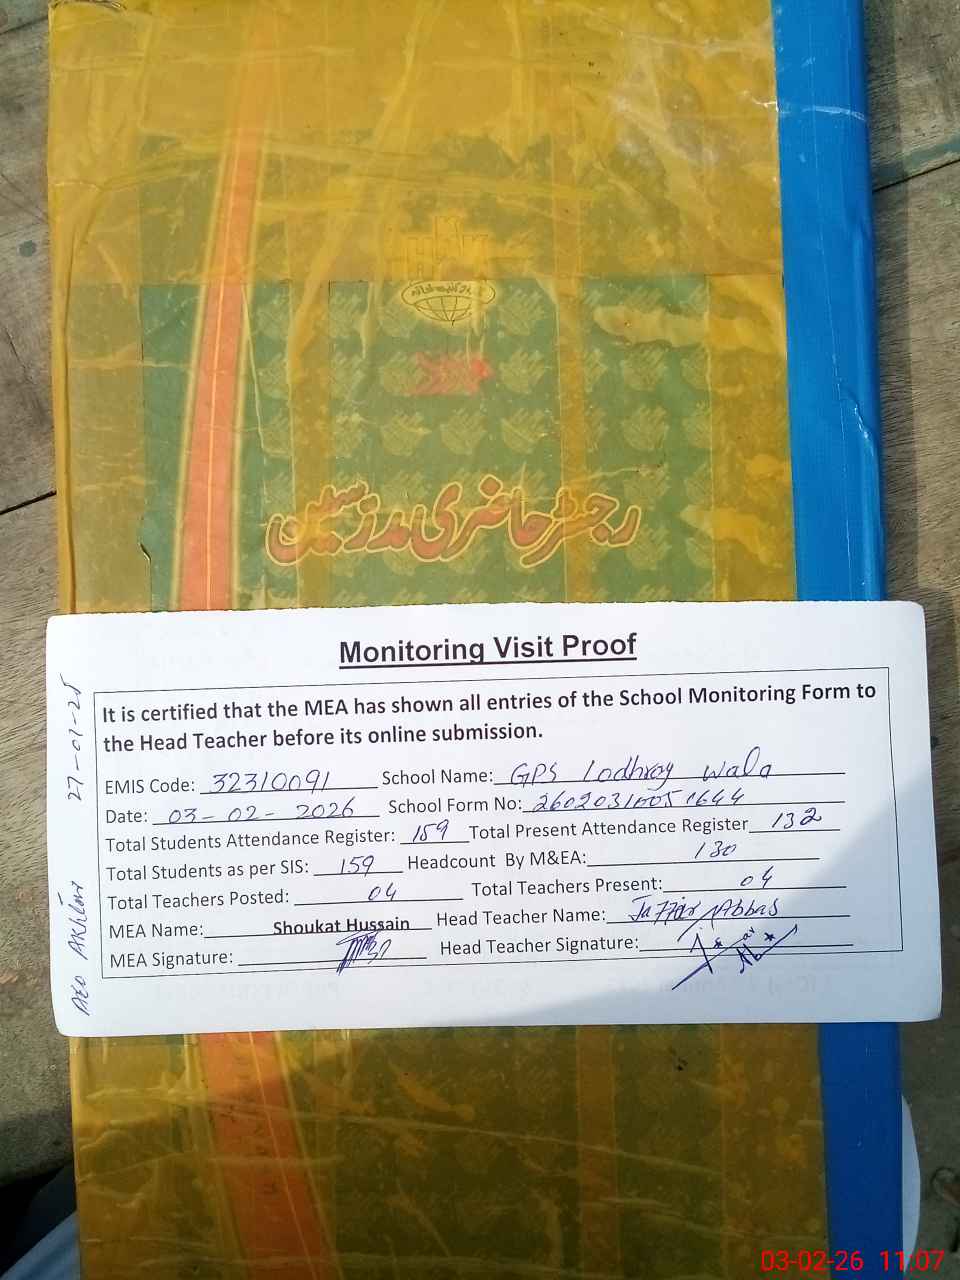 رجسٹر حاضری مدرسین
Monitoring Visit Proof
It is certified that the MEA has shown all entries of the School Monitoring Form to
the Head Teacher before its online submission.
EMIS Code: 32310091 School Name: GPS Lodhray Wala
Date: 03-02-2026 School Form No:
Total Students Attendance Register: 159 Total Present Attendance Register 132
Total Students as per SIS: 159 Headcount By M&EA: 130
Total Teachers Posted: 04 Total Teachers Present: 04
MEA Name: Shoukat Hussain Head Teacher Name: Abbas
MEA Signature: Head Teacher Signature:
AEO Akhlar 27-01-25
03-02-26 11:07